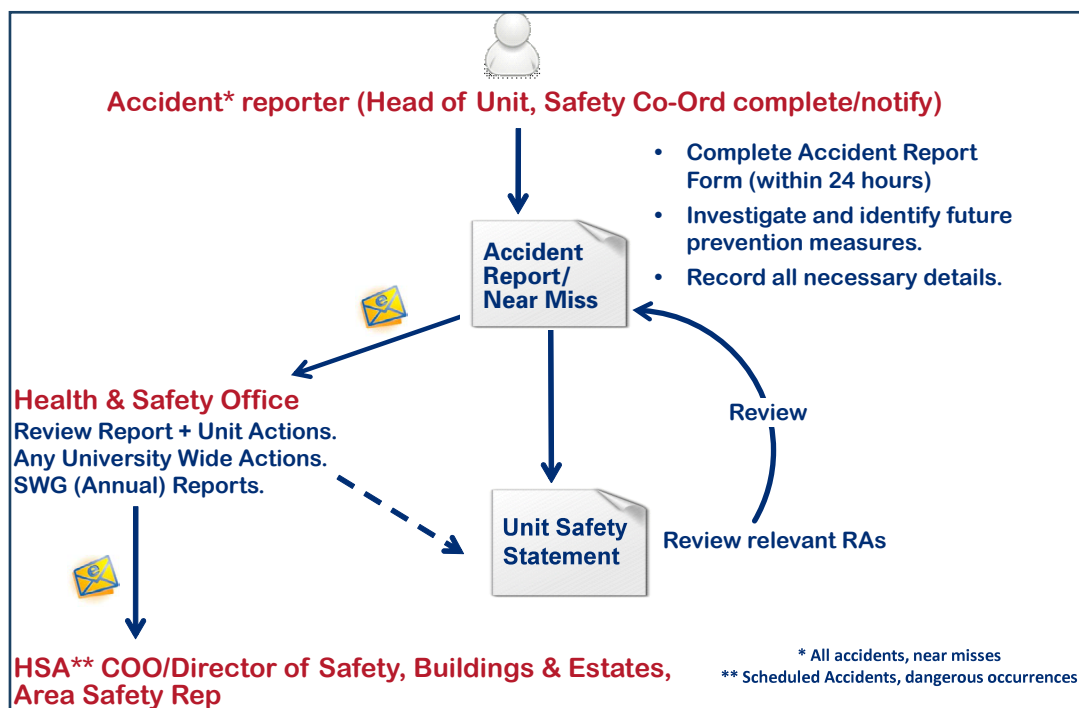 Accident* reporter (Head of Unit, Safety Co-Ord complete/notify)
• Complete Accident Report
Form (within 24 hours)
• Investigate and identify future
prevention measures.
• Record all necessary details.
Accident
Report/
Near Miss
e
Health & Safety Office
Review Report + Unit Actions.
Any University Wide Actions.
SWG (Annual) Reports.
Review
Unit Safety
Statement
Review relevant RAs
e
HSA** COO/Director of Safety, Buildings & Estates,
Area Safety Rep
* All accidents, near misses
** Scheduled Accidents, dangerous occurrences